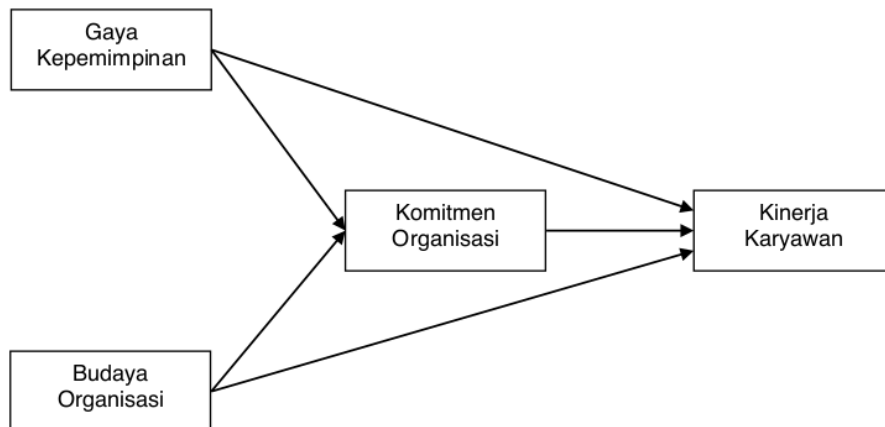 Gaya
Kepemimpinan
Komitmen
Organisasi
Kinerja
Karyawan
Budaya
Organisasi